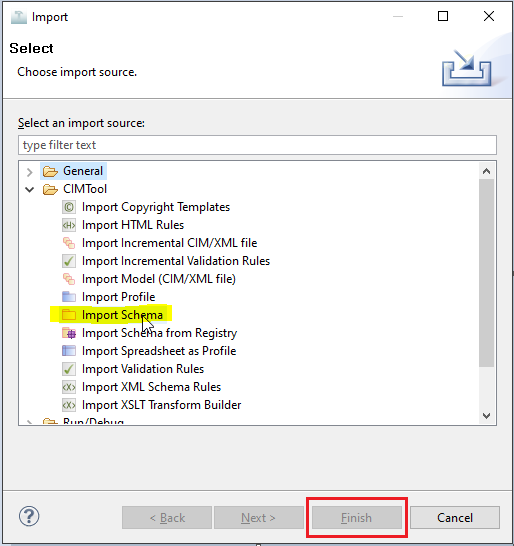 Import
Select
Choose import source.
Select an import source:
type filter text
General
CIMTool
Import Copyright Templates
Import HTML Rules
Import Incremental CIM/XML file
Import Incremental Validation Rules
Import Model (CIM/XML file)
Import Profile
Import Schema
Import Schema from Registry
Import Spreadsheet as Profile
Import Validation Rules
Import XML Schema Rules
Import XSLT Transform Builder
Run/Debug
< Back
Next >
Finish
Cancel